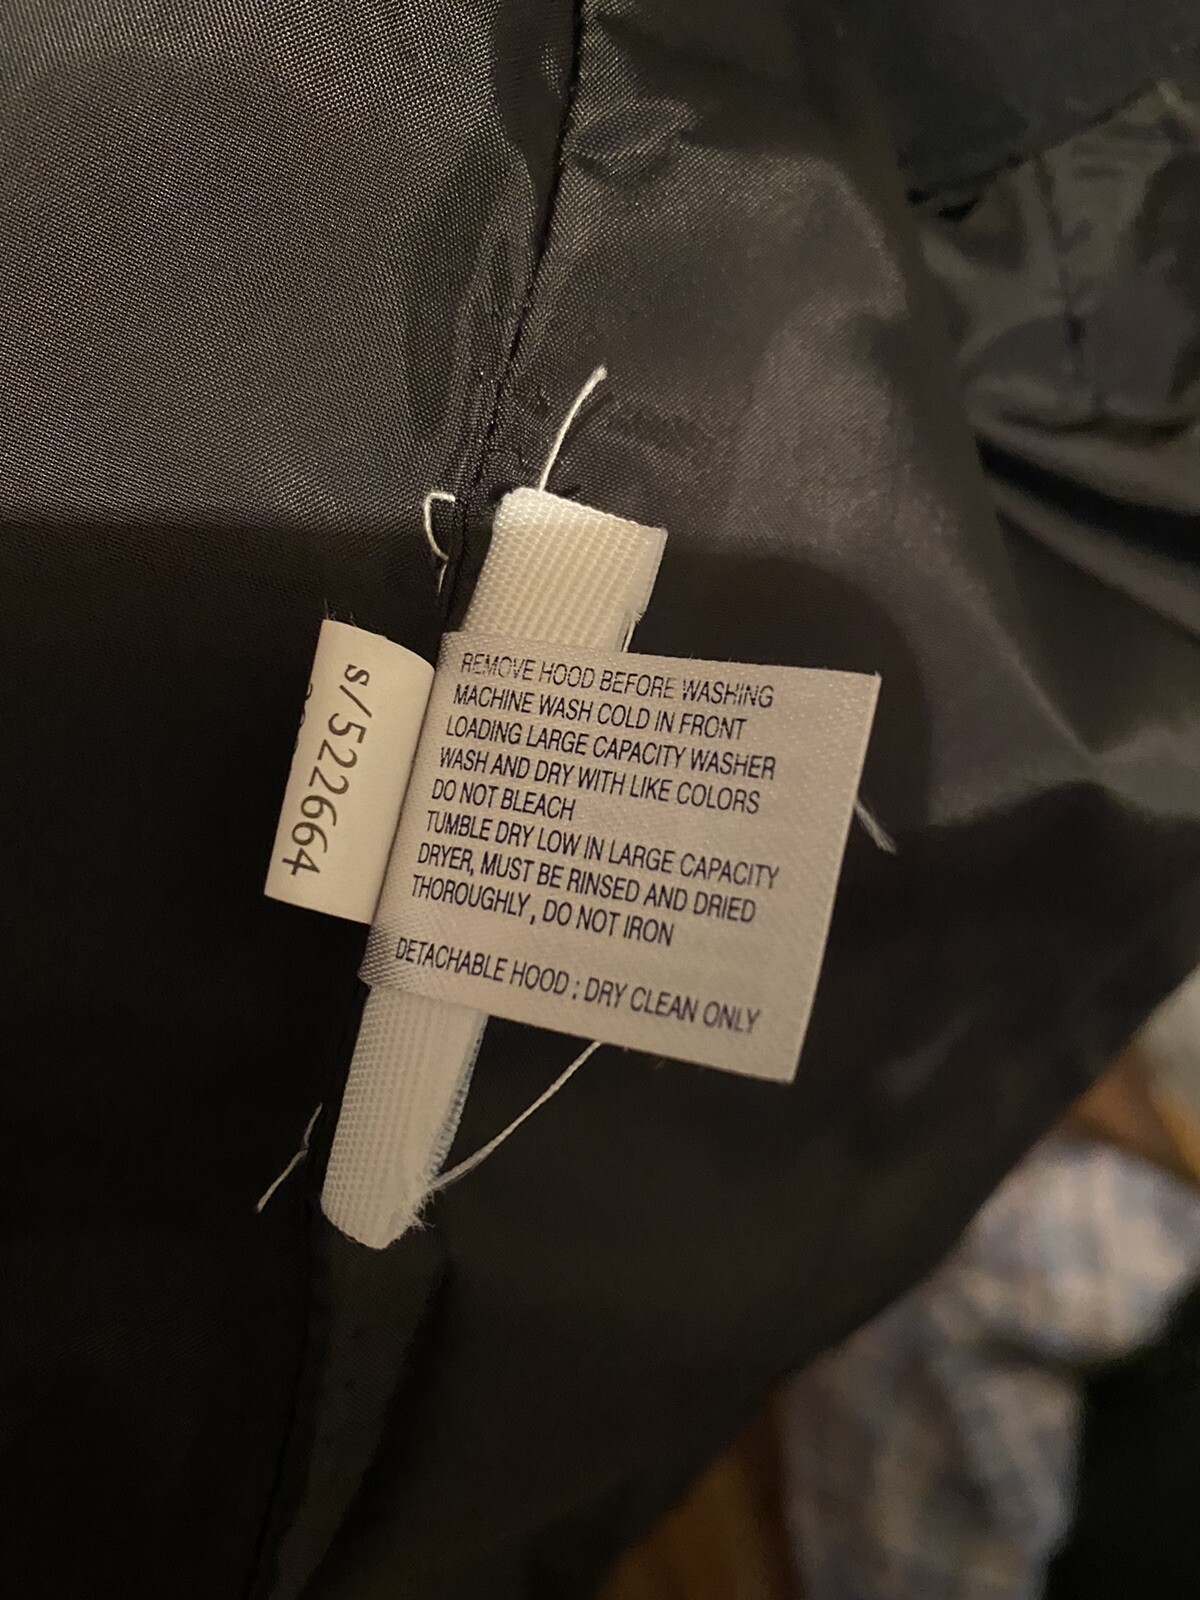 s/522664
REMOVE HOOD BEFORE WASHING
MACHINE WASH COLD IN FRONT
LOADING LARGE CAPACITY WASHER
WASH AND DRY WITH LIKE COLORS
DO NOT BLEACH
TUMBLE DRY LOW IN LARGE CAPACITY
DRYER, MUST BE RINSED AND DRIED
THOROUGHLY, DO NOT IRON
DETACHABLE HOOD : DRY CLEAN ONLY